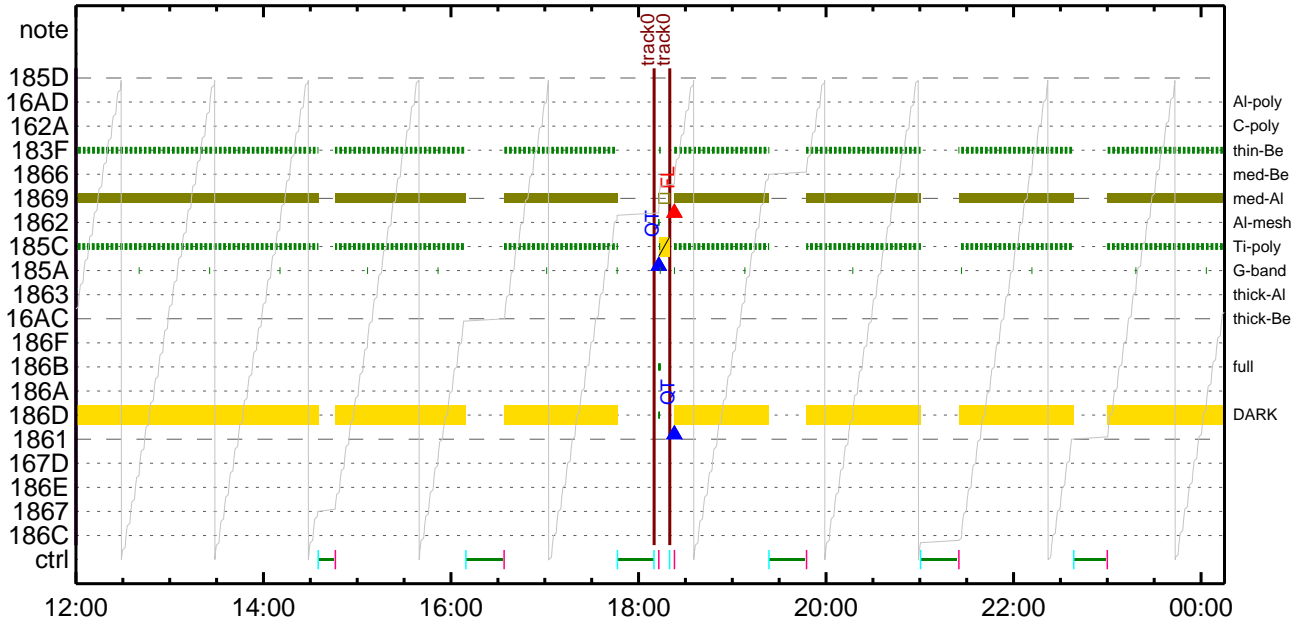 track0
track0
note
185D
16AD Al-poly
162A C-poly
183F thin-Be
1866 med-Be
FL
1869 med-Al
1862 Al-mesh
QT
185C Ti-poly
185A G-band
1863 thick-Al
16AC thick-Be
186F
186B full
186A
QT
186D DARK
1861
167D
186E
1867
186C
ctrl
12:00 14:00 16:00 18:00 20:00 22:00 00:00